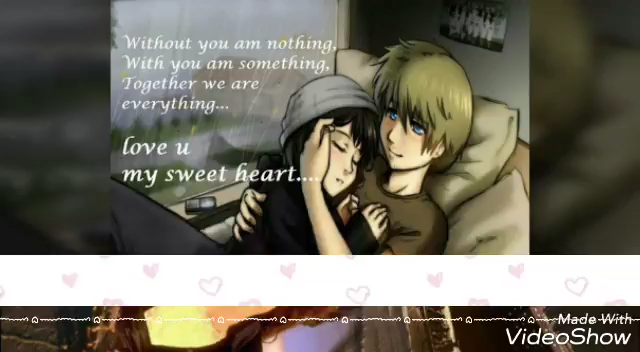 Without you am nothing,
With you am something,
Together we are
everything...
love u
my sweet heart....
Made With
VideoShow